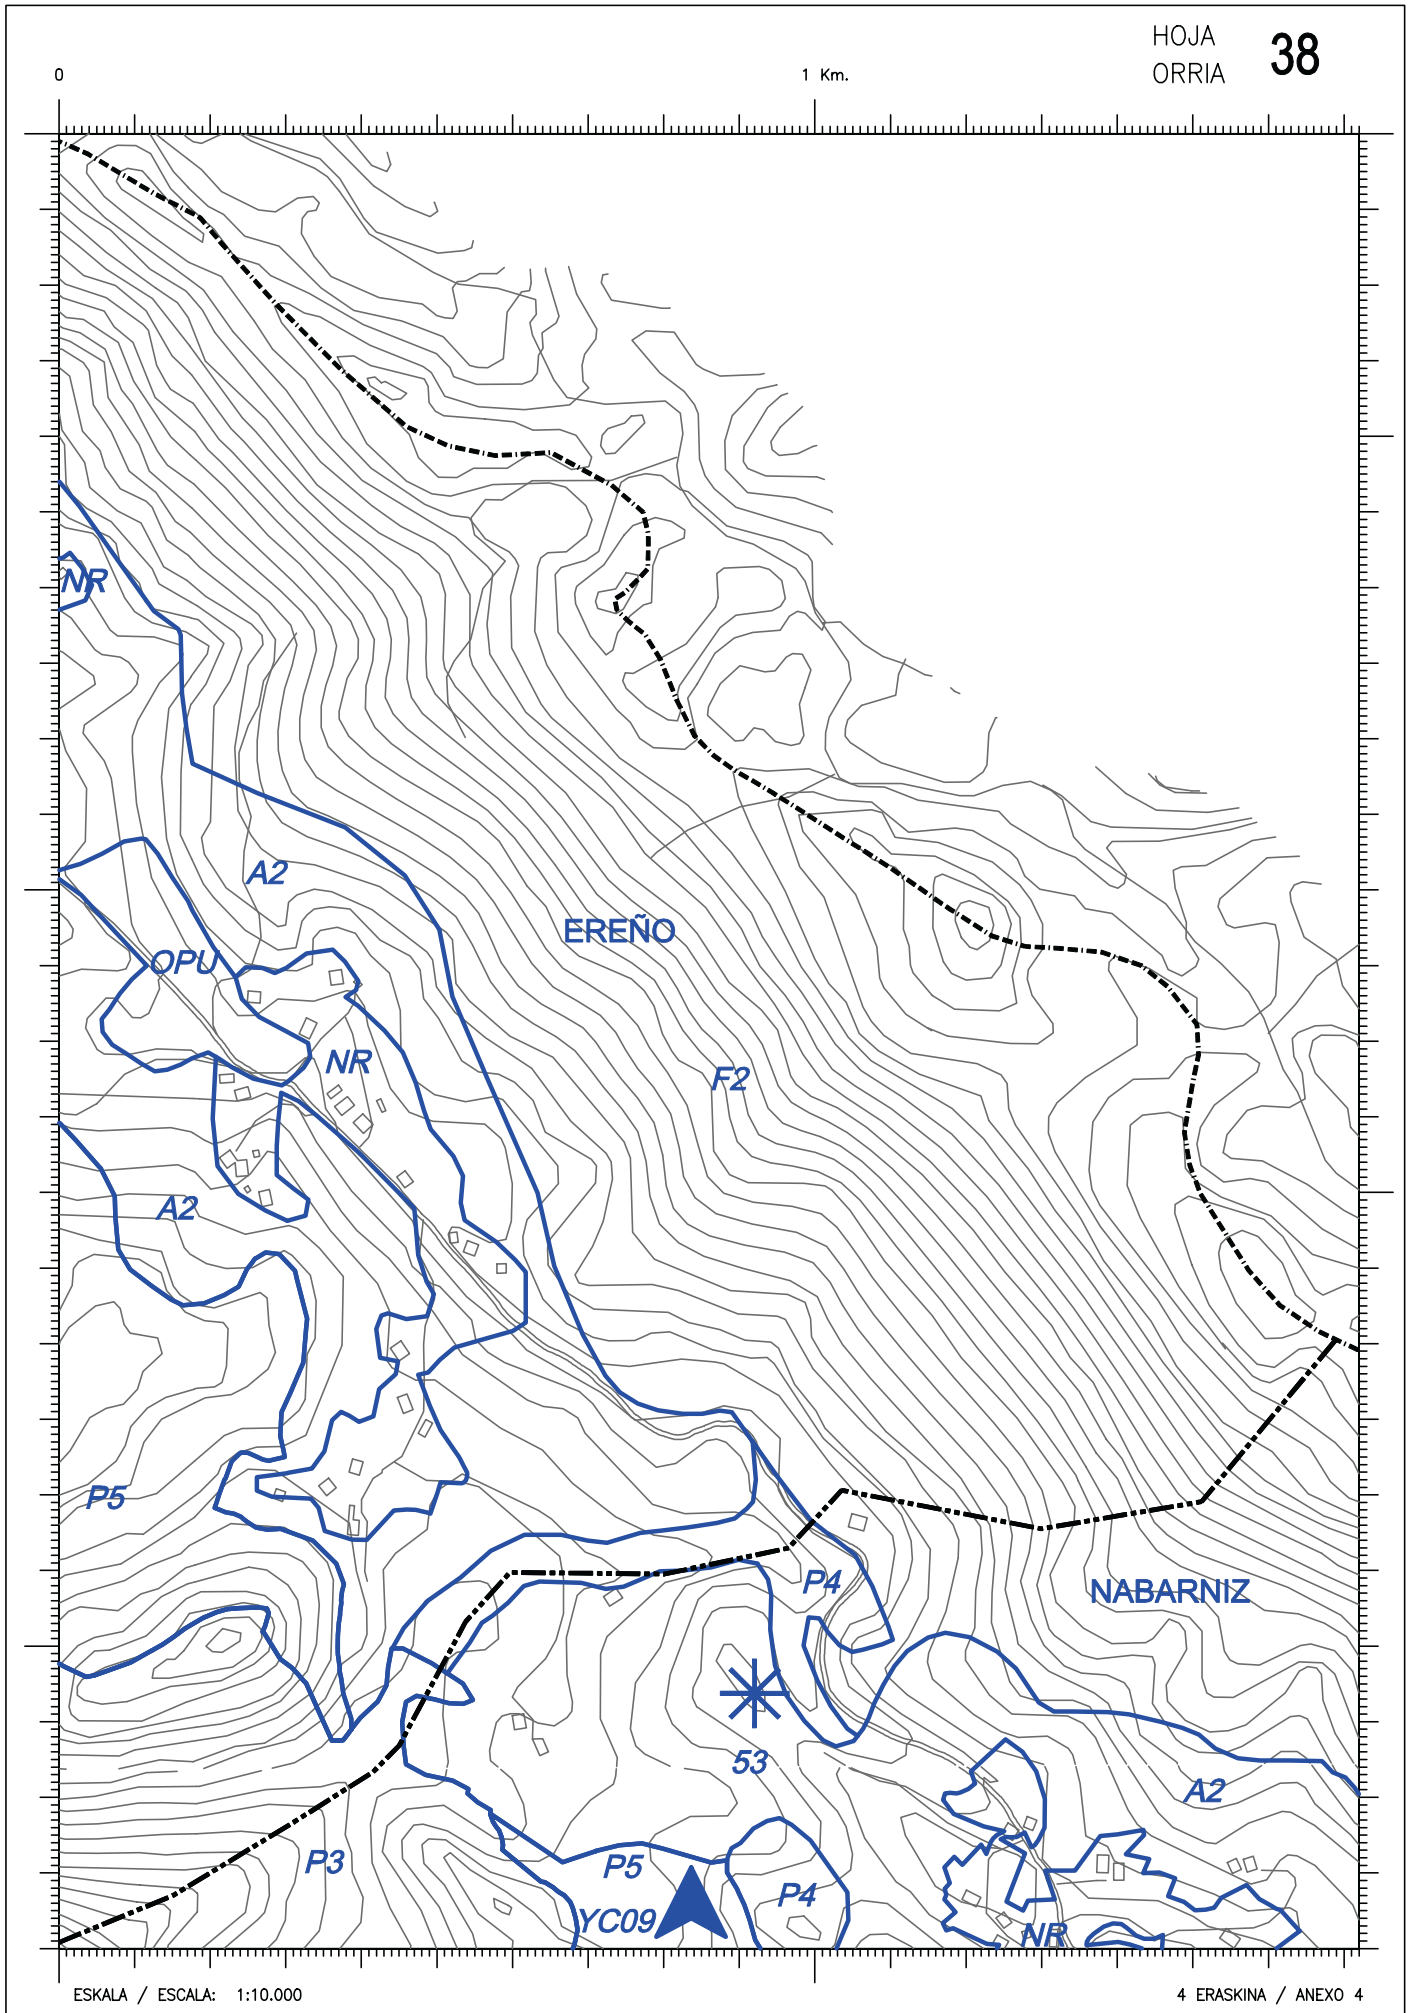 HOJA
ORRIA
38
0
1 Km.
NR
A2
EREÑO
OPU
NR
F2
A2
P5
P4
NABARNIZ
53
A2
P3
P5
P4
YC09
NR
ESKALA / ESCALA: 1:10.000
4 ERASKINA / ANEXO 4